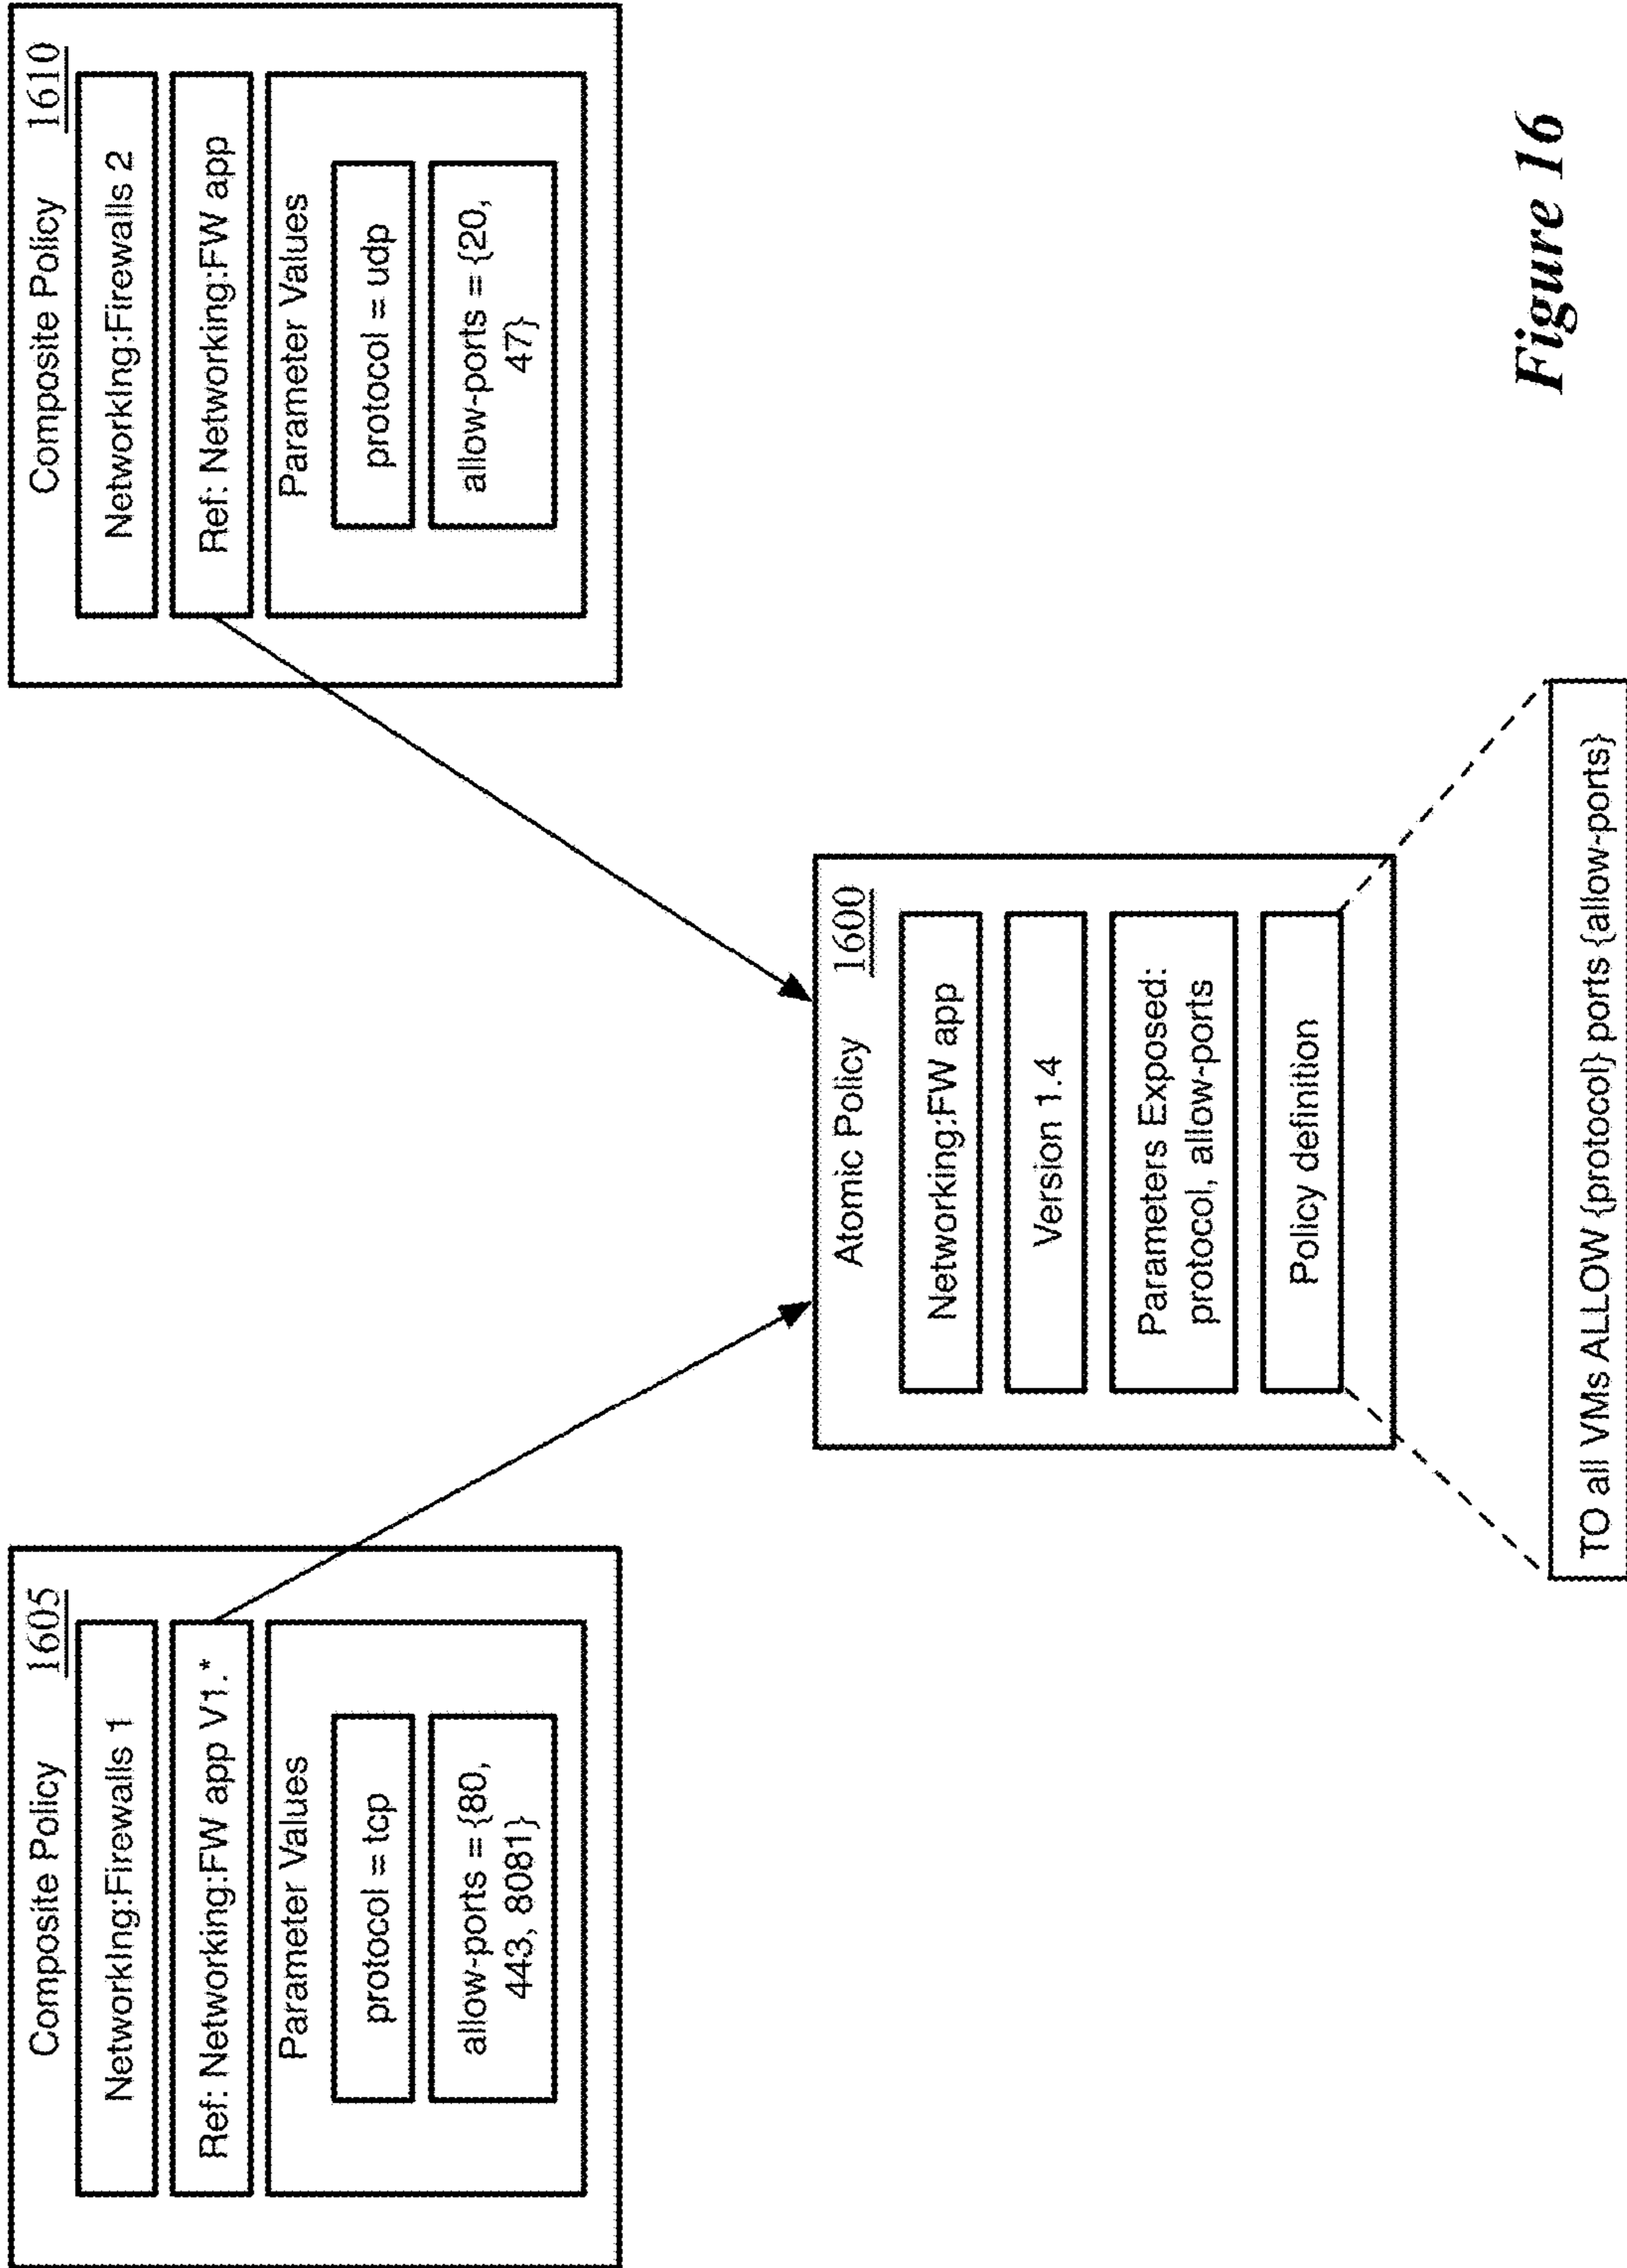 Composite Policy 1605
NetworkIng:Firewalls 1
Ref: Networking:FW app V1.*
Parameter Values
protocol = tcp
allow-ports = {80,
443, 8081}
Composite Policy 1610
NetworkIng:Firewalls 2
Ref: Networking:FW app
Parameter Values
protocol = udp
allow-ports = {20,
47}
Atomic Policy 1600
Networking:FW app
Version 1.4
Parameters Exposed:
protocol, allow-ports
Policy definition
TO all VMs ALLOW {protocol} ports {allow-ports}
Figure 16